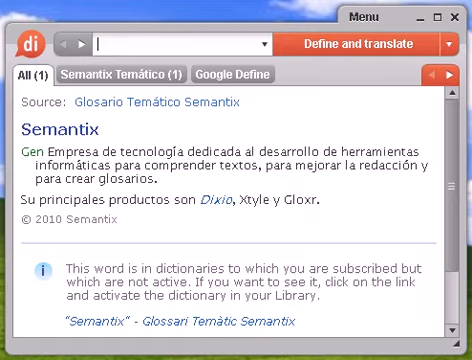 Menu
di
Define and translate
All (1) Semantix Temático (1) Google Define
Source: Glosario Temático Semantix
Semantix
Gen Empresa de tecnología dedicada al desarrollo de herramientas
informáticas para comprender textos, para mejorar la redacción y
para crear glosarios.
Su principales productos son Dixio, Xtyle y Gloxr.
© 2010 Semantix
This word is in dictionaries to which you are subscribed but
which are not active. If you want to see it, click on the link
and activate the dictionary in your Library.
"Semantix" - Glossari Temàtic Semantix